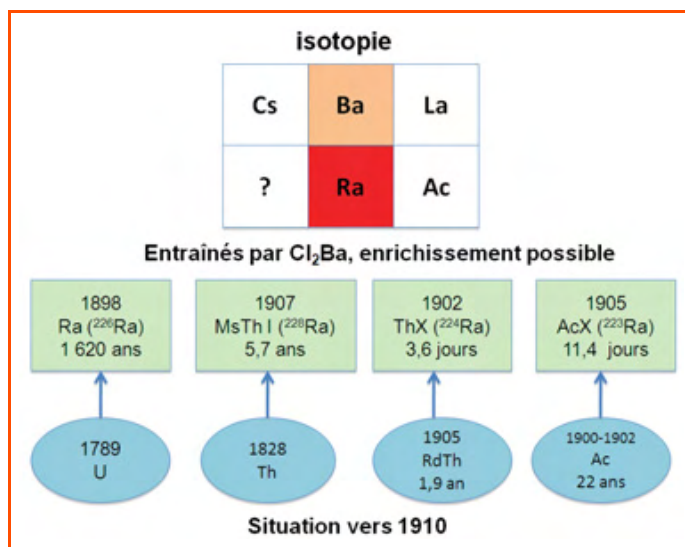 isotopie
Cs Ba La
? Ra Ac
Entraînés par Cl₂Ba, enrichissement possible
1898
Ra (²²⁶Ra)
1 620 ans
1907
MsTh I (²²⁸Ra)
5,7 ans
1902
ThX (²²⁴Ra)
3,6 jours
1905
AcX (²²³Ra)
11,4 jours
1789
U
1828
Th
1905
RdTh
1,9 an
1900-1902
Ac
22 ans
Situation vers 1910